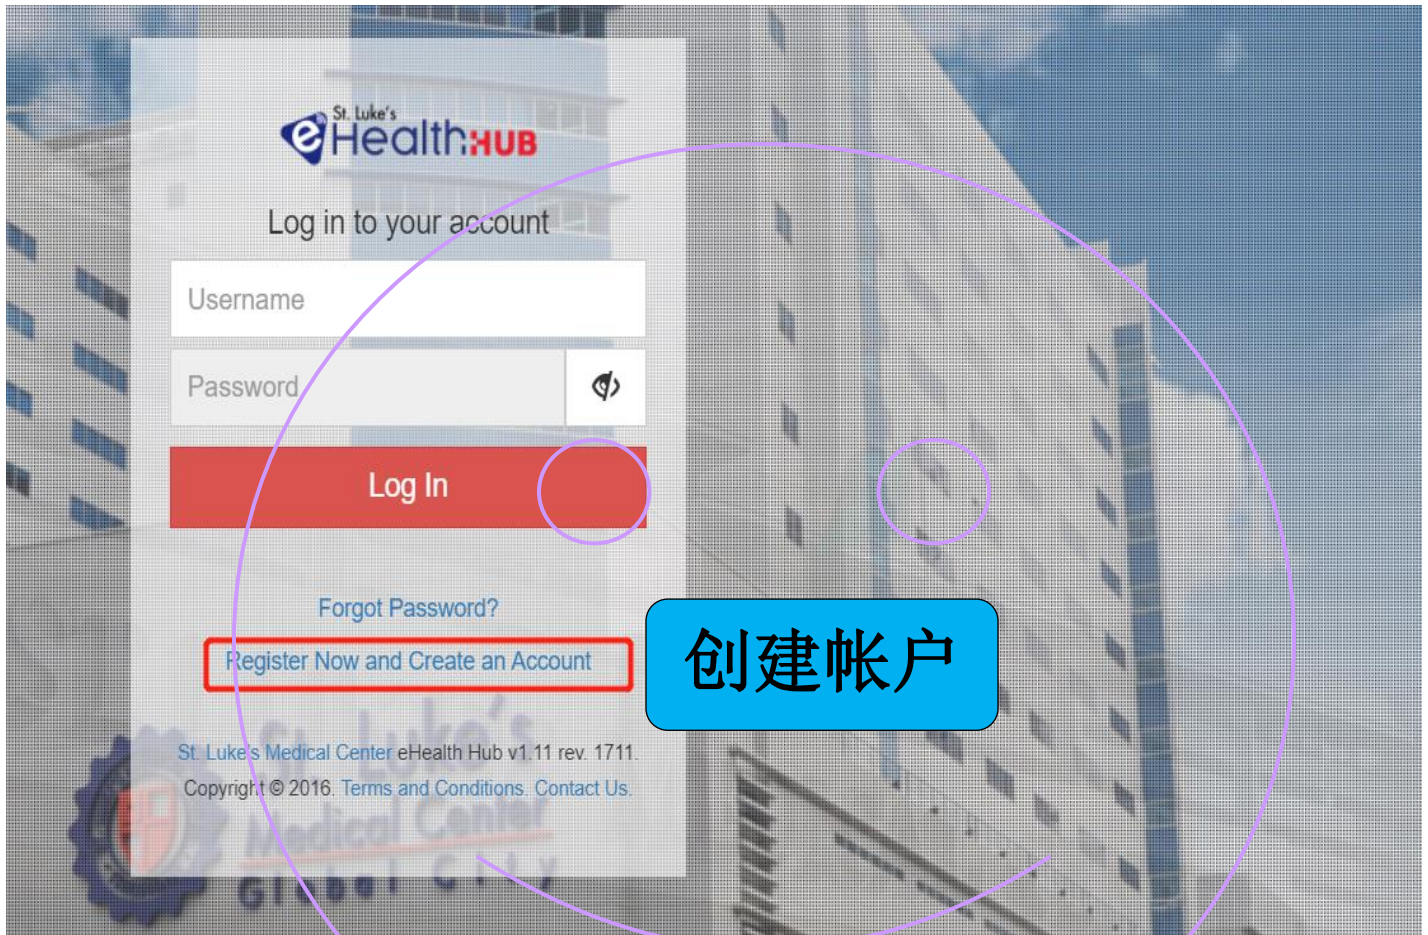 St. Luke's
eHealth:HUB
Log in to your account
Username
Password
Log In
Forgot Password?
Register Now and Create an Account
创建帐户
St. Luke's Medical Center eHealth Hub v1.11 rev. 1711.
Copyright © 2016. Terms and Conditions. Contact Us.
St. Luke's
Medical Center
Global City